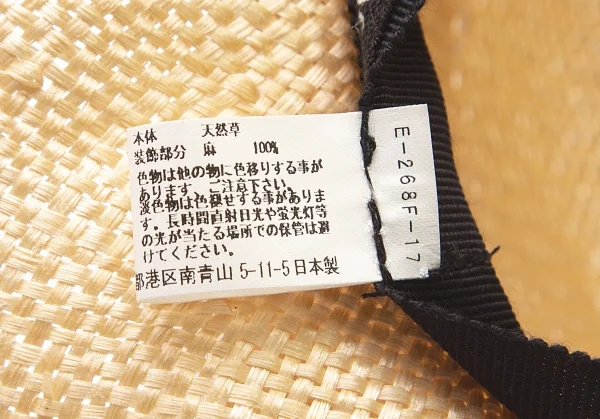 本体 天然草
装飾部分 麻 100%
色物は他の物に色移りする事が
あります。ご注意下さい。
淡色物は色褪せする事がありま
す。長時間直射日光や蛍光灯等
の光が当たる場所での保管は避
けてください。
都港区南青山 5-11-5日本製
E-268F-17